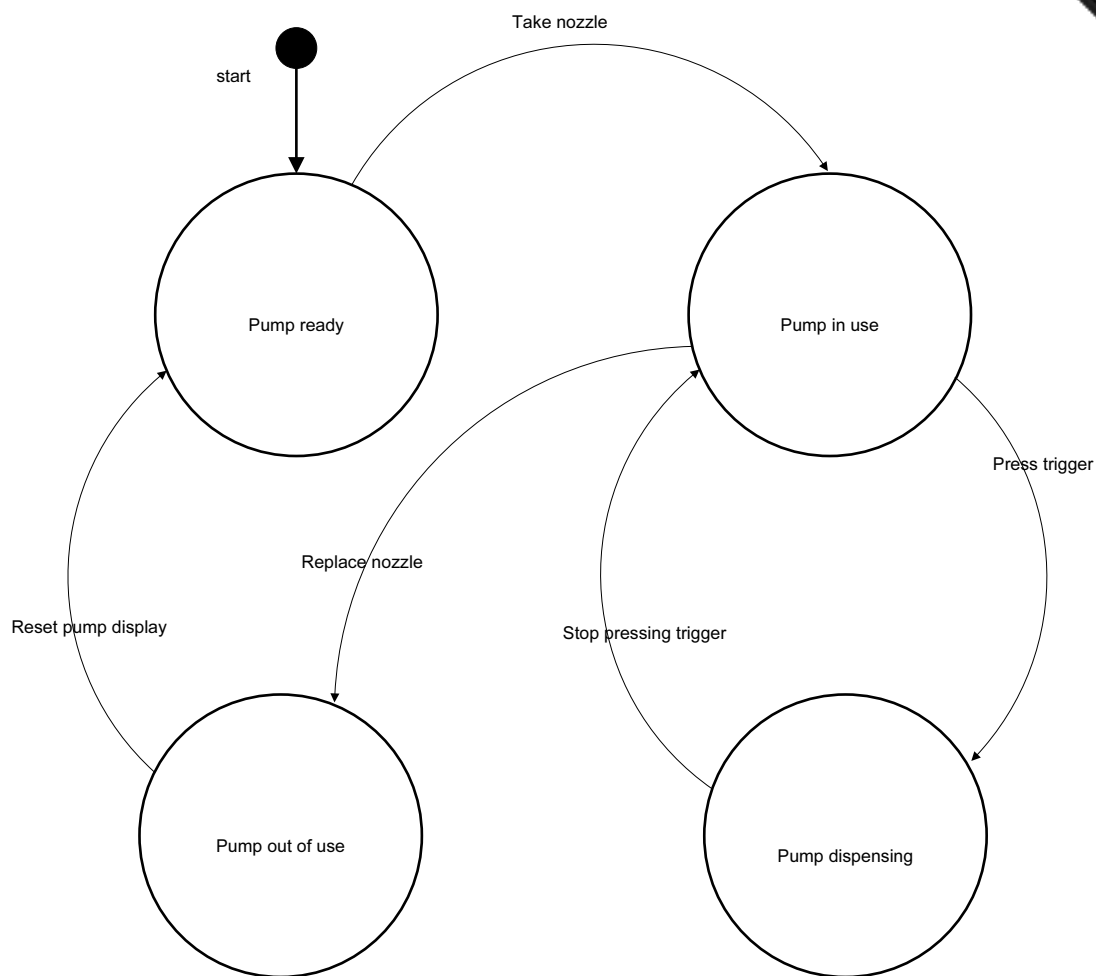 Take nozzle
start
Pump ready
Pump in use
Press trigger
Replace nozzle
Reset pump display
Stop pressing trigger
Pump out of use
Pump dispensing